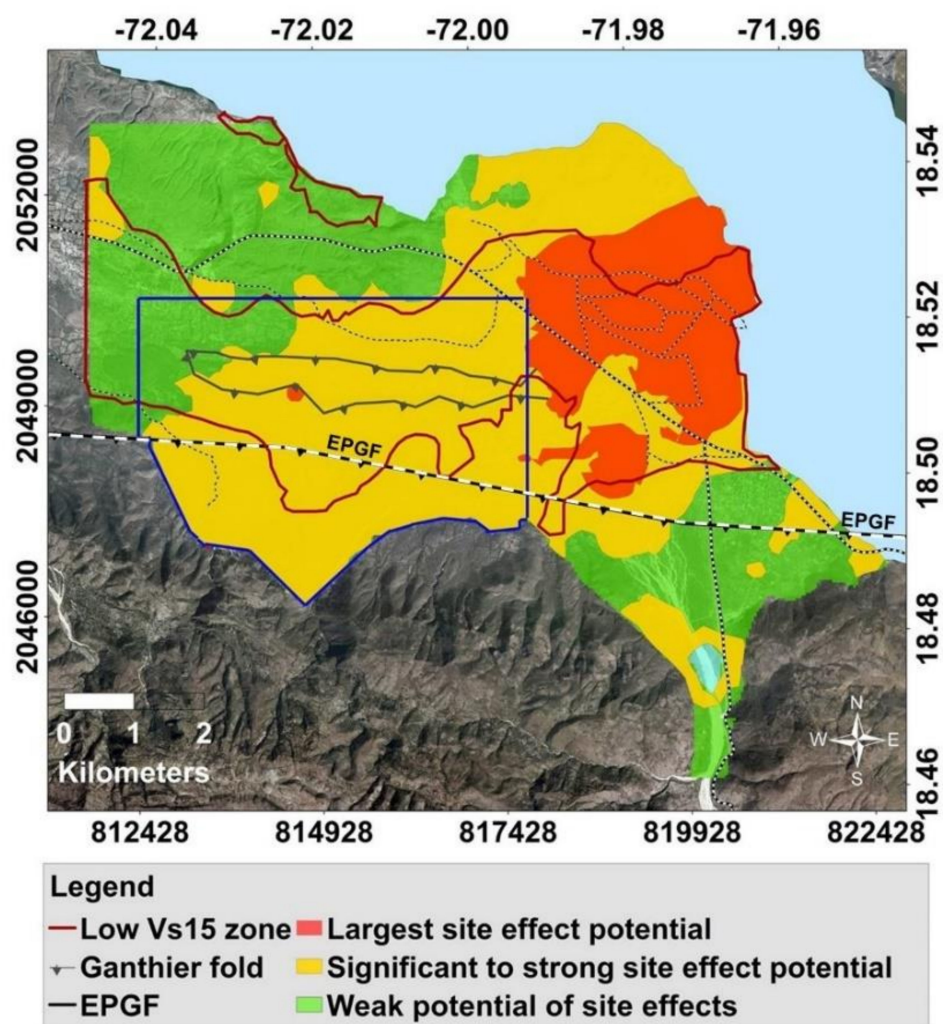 -72.04 -72.02 -72.00 -71.98 -71.96
2052000
2049000
2046000
18.54
18.52
18.50
18.48
18.46
EPGF
EPGF
N
W E
S
0 1 2
Kilometers
812428 814928 817428 819928 822428
Legend
Low Vs15 zone Largest site effect potential
Ganthier fold Significant to strong site effect potential
EPGF Weak potential of site effects